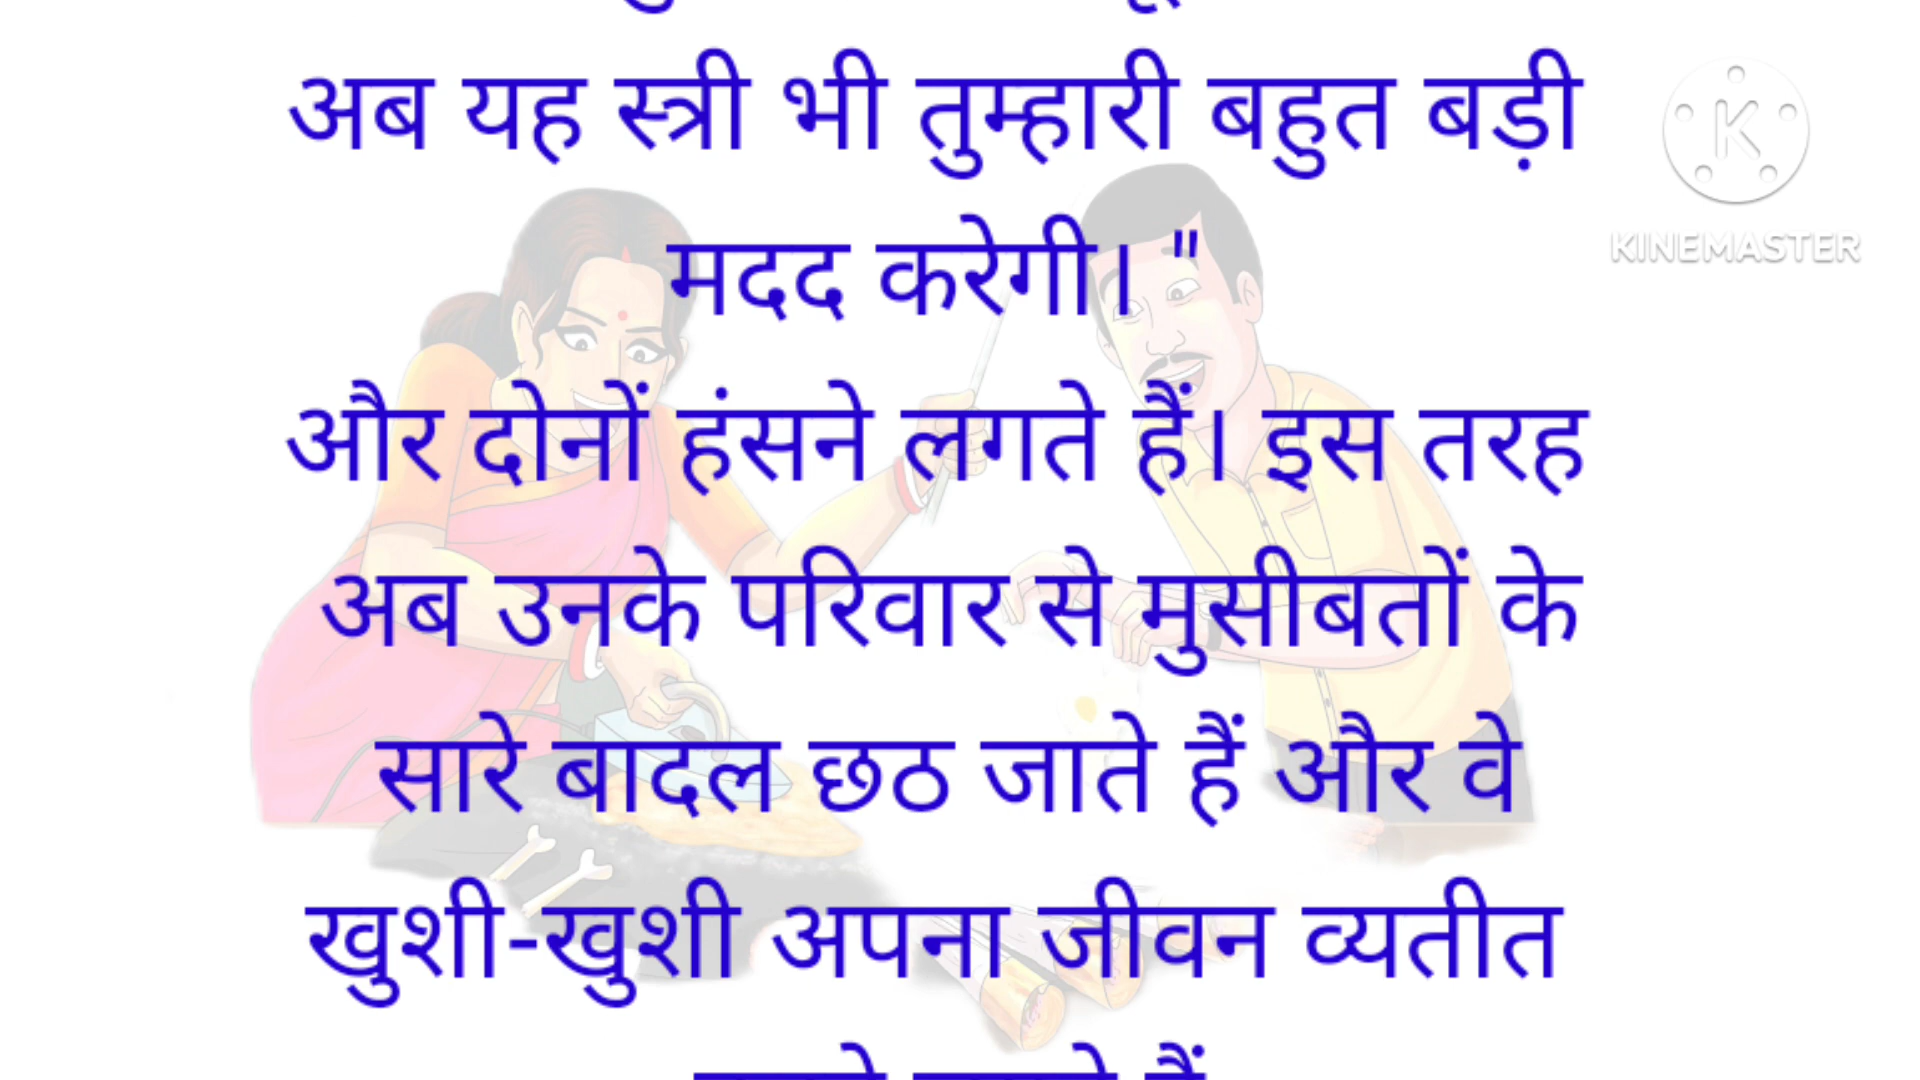 अब यह स्त्री भी तुम्हारी बहुत बड़ी
मदद करेगी। "
और दोनों हंसने लगते हैं। इस तरह
अब उनके परिवार से मुसीबतों के
सारे बादल छठ जाते हैं और वे
खुशी-खुशी अपना जीवन व्यतीत
K
KINEMASTER